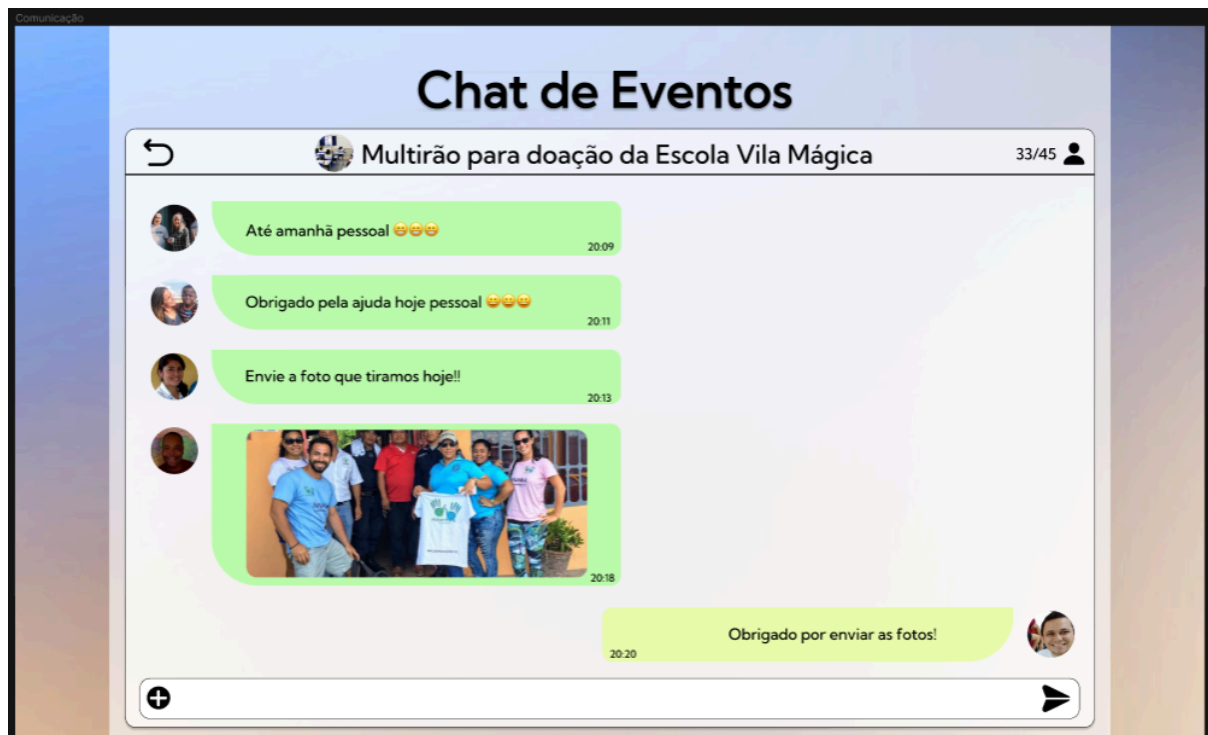 Comunicação
Chat de Eventos
Multirão para doação da Escola Vila Mágica
33/45
Até amanhã pessoal 😁😁😁
20:09
Obrigado pela ajuda hoje pessoal 😄😄😄
20:11
Envie a foto que tiramos hoje!!
20:13
20:18
Obrigado por enviar as fotos!
20:20